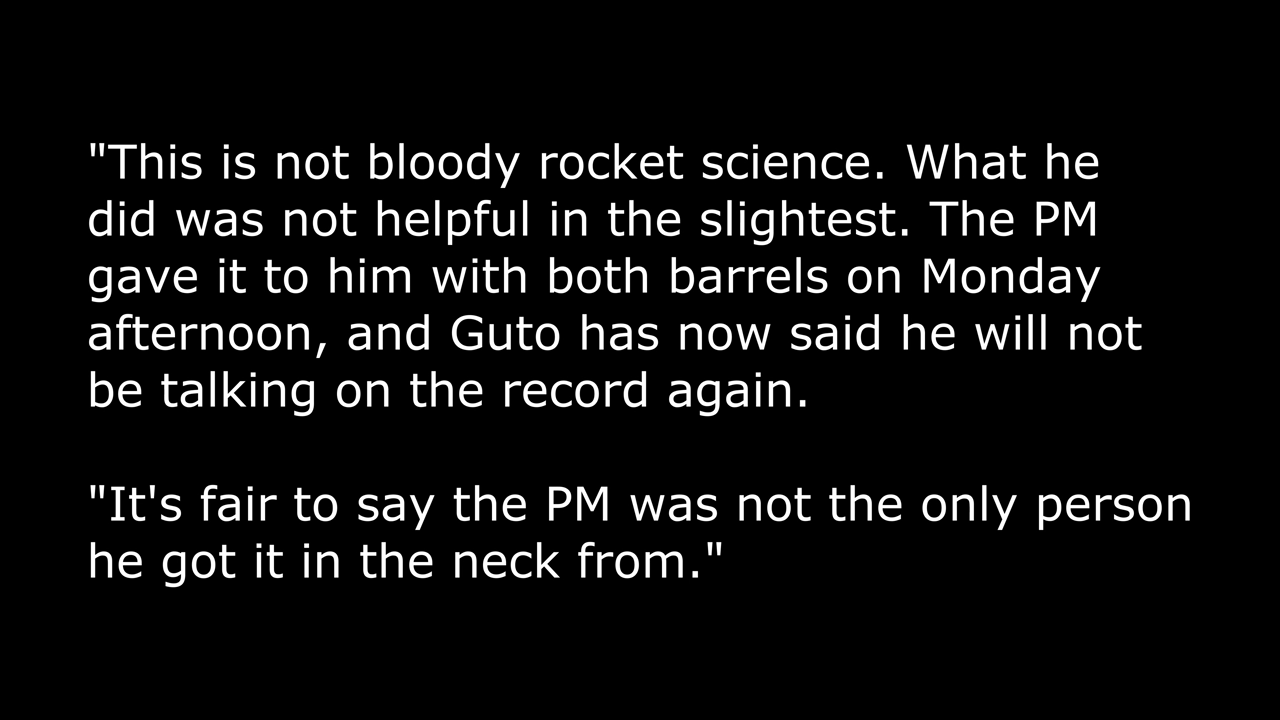 "This is not bloody rocket science. What he
did was not helpful in the slightest. The PM
gave it to him with both barrels on Monday
afternoon, and Guto has now said he will not
be talking on the record again.
"It's fair to say the PM was not the only person
he got it in the neck from."